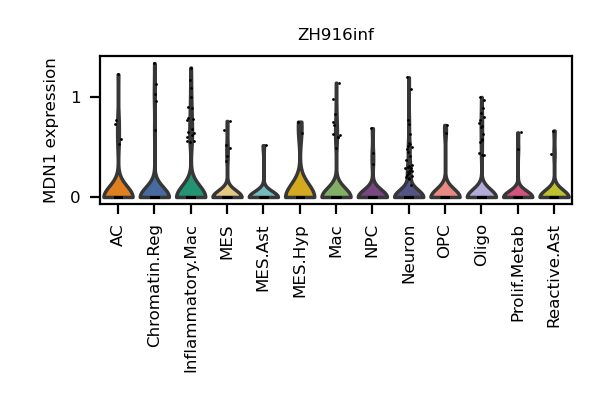 ZH916inf
MDN1 expression
1
0
AC
Chromatin.Reg
Inflammatory.Mac
MES
MES.Ast
MES.Hyp
Mac
NPC
Neuron
OPC
Oligo
Prolif.Metab
Reactive.Ast